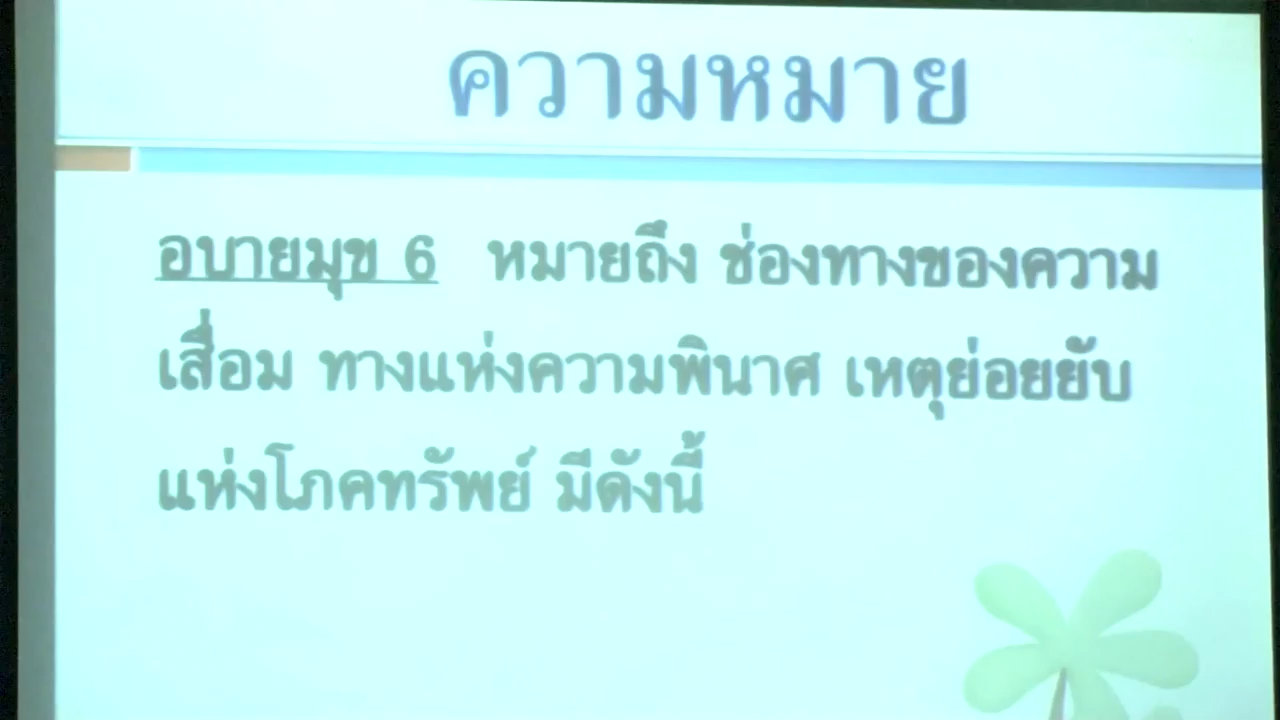 ความหมาย
อบายมุข 6 หมายถึง ช่องทางของความ
เสื่อม ทางแห่งความพินาศ เหตุย่อยยับ
แห่งโภคทรัพย์ มีดังนี้